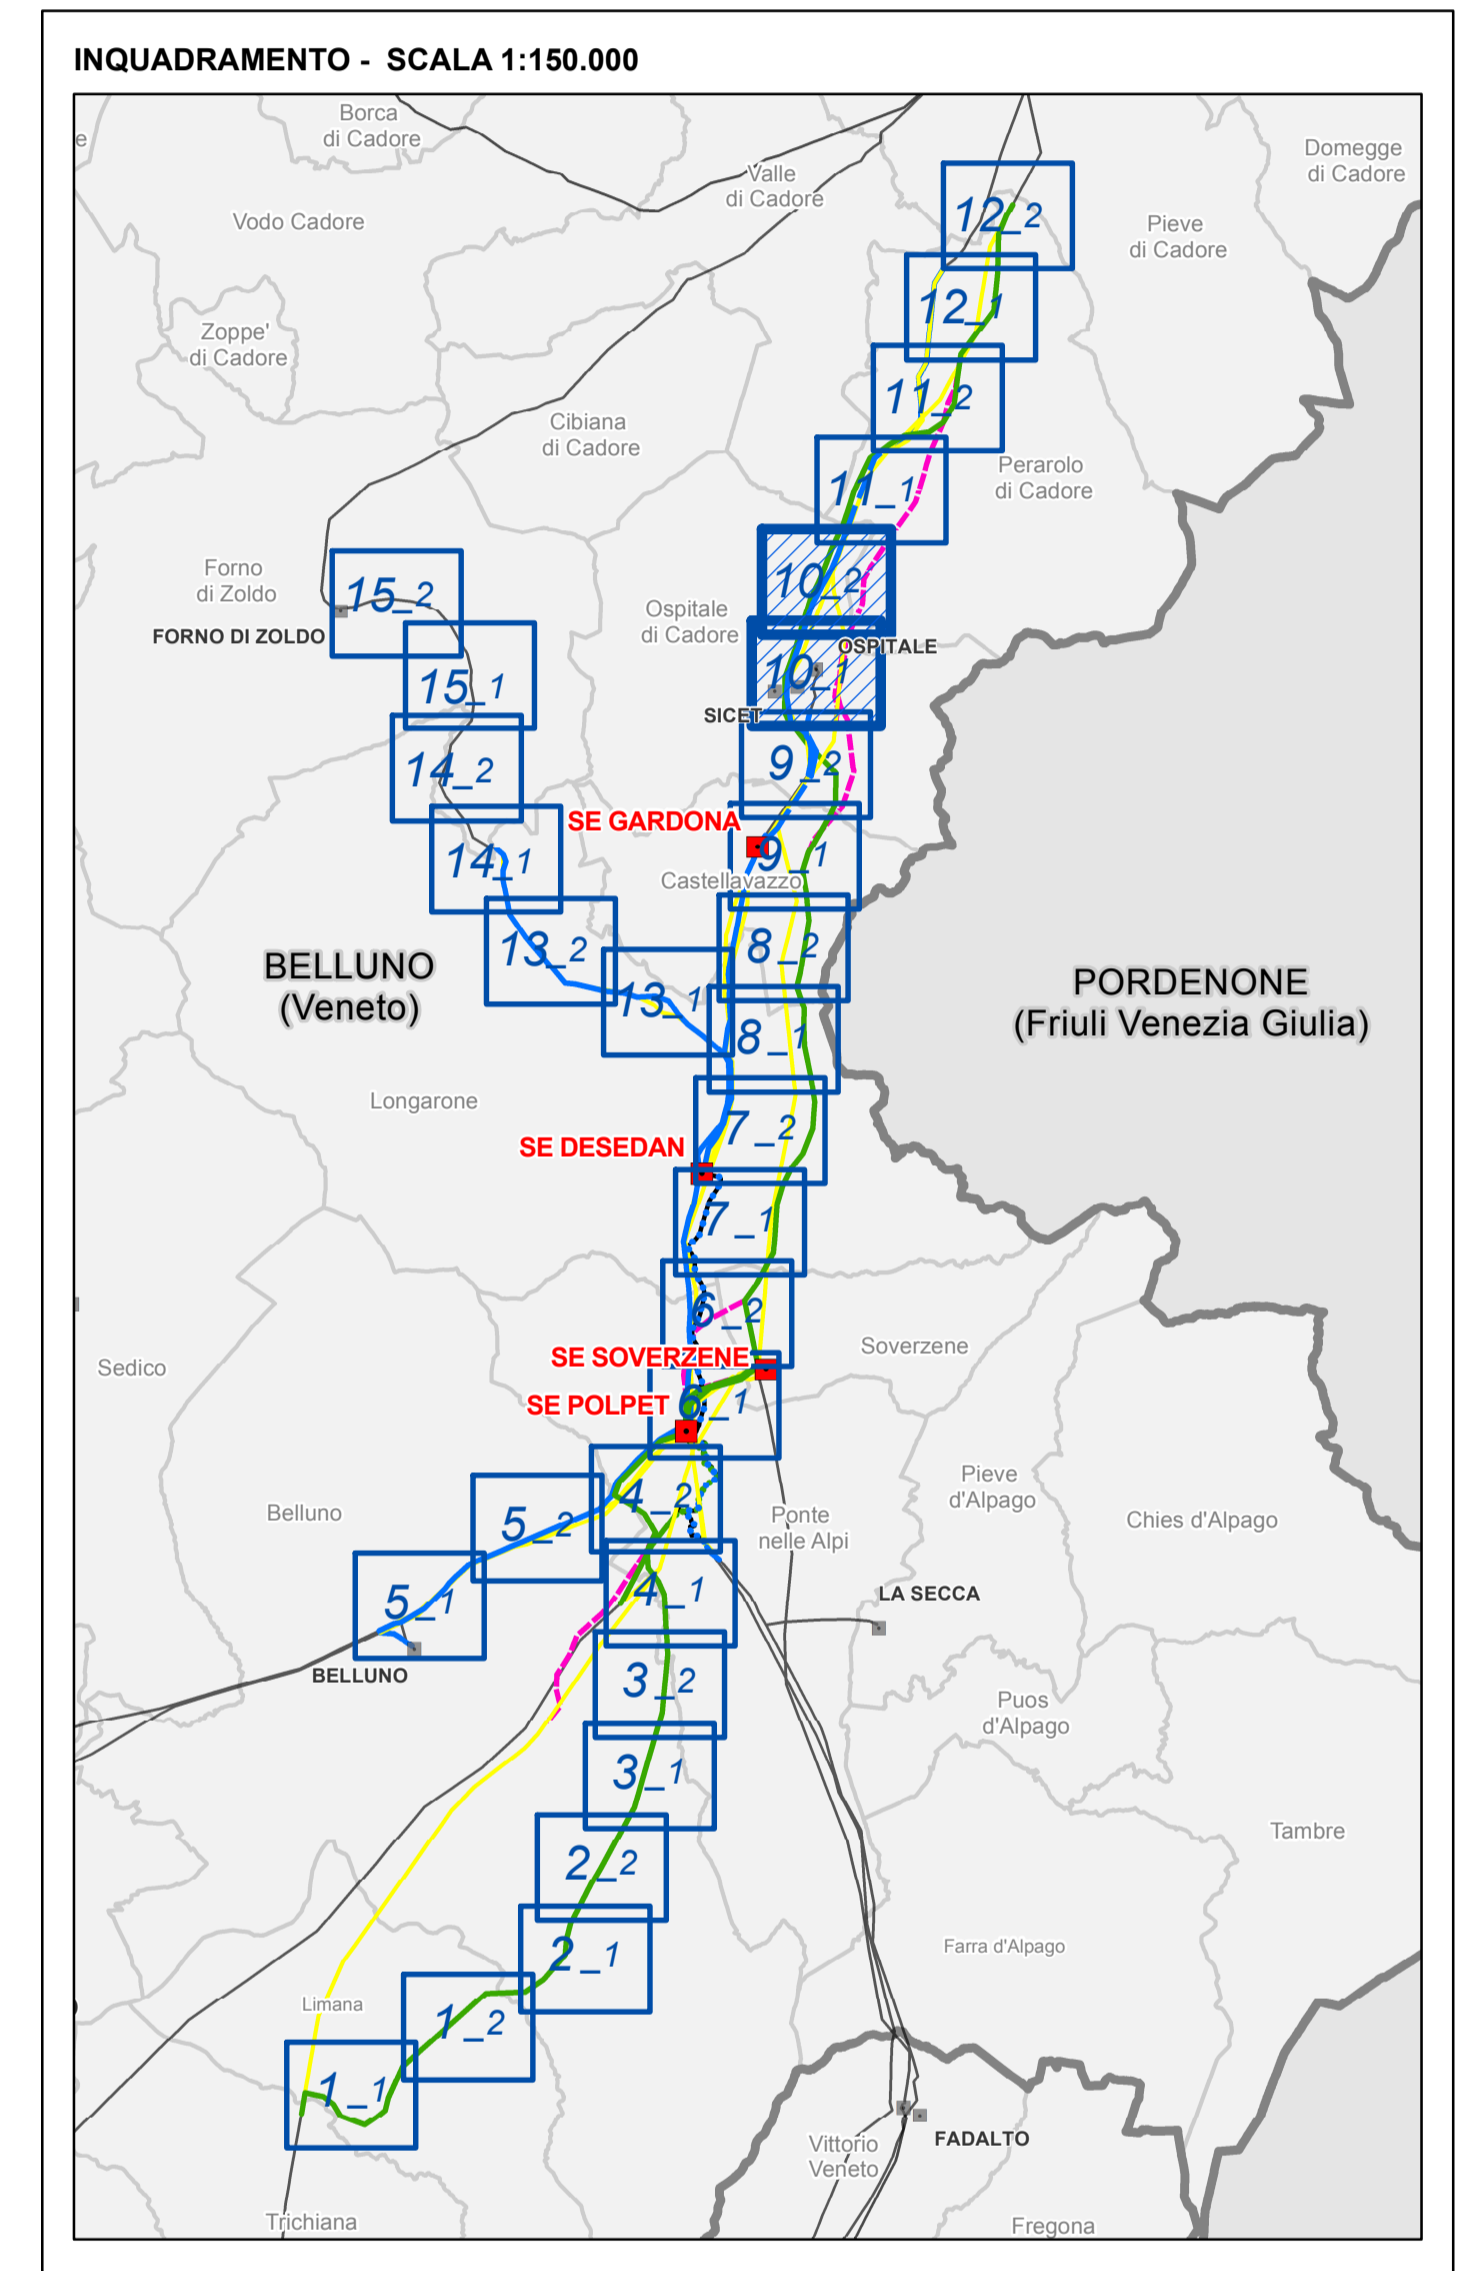 INQUADRAMENTO - SCALA 1:150.000
Borca
di Cadore
e
Valle
di Cadore
Domegge
di Cadore
Vodo Cadore
12_2
Pieve
di Cadore
12_1
Zoppe'
di Cadore
11_2
Cibiana
di Cadore
Perarolo
di Cadore
11_1
Forno
di Zoldo
15_2
10_2
Ospitale
di Cadore
FORNO DI ZOLDO
OSPITALE
15_1
10_1
SICET
14_2
9_2
SE GARDONA
14_1
9_1
Castellavazzo
13_2
8_2
BELLUNO
(Veneto)
PORDENONE
(Friuli Venezia Giulia)
13_1
8_1
Longarone
7_2
SE DESEDAN
7_1
6_2
Soverzene
SE SOVERZENE
Sedico
SE POLPET
6_1
Pieve
d'Alpago
4_2
Belluno
5_2
Ponte
nelle Alpi
Chies d'Alpago
4_1
5_1
LA SECCA
BELLUNO
3_2
Puos
d'Alpago
3_1
Tambre
2_2
2_1
Farra d'Alpago
Limana
1_2
1_1
FADALTO
Vittorio
Veneto
Trichiana
Fregona